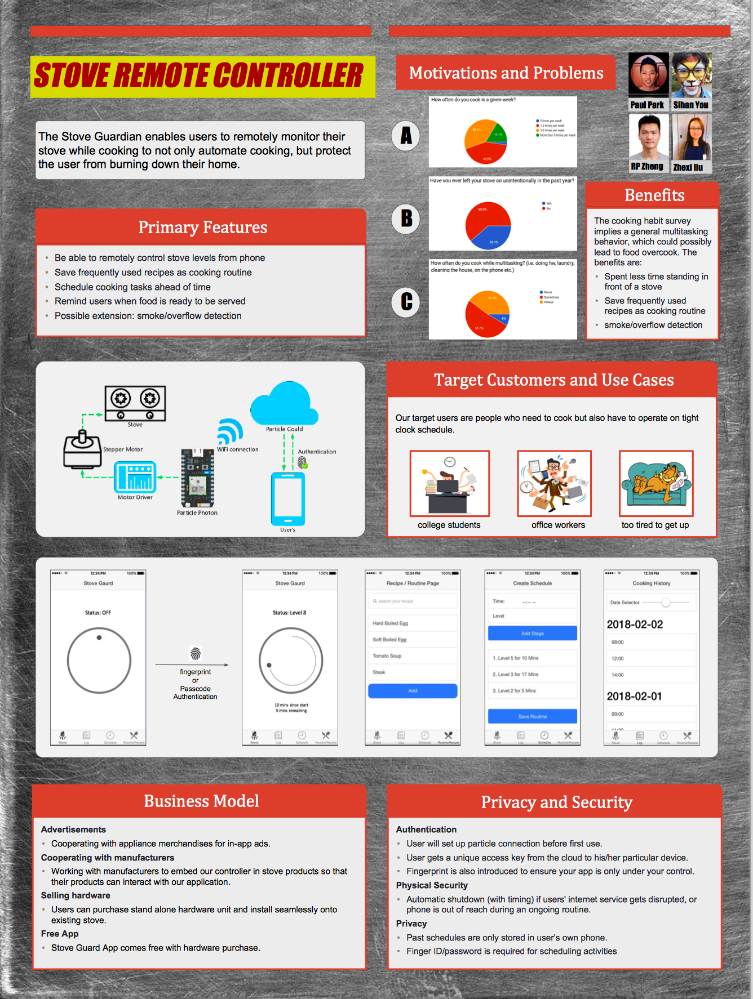 STOVE REMOTE CONTROLLER
The Stove Guardian enables users to remotely monitor their
stove while cooking to not only automate cooking, but protect
the user from burning down their home.
Primary Features
• Be able to remotely control stove levels from phone
• Save frequently used recipes as cooking routine
• Schedule cooking tasks ahead of time
• Remind users when food is ready to be served
• Possible extension: smoke/overflow detection
Motivations and Problems
A
How often do you cook in a given week?
0 times per week
1-2 times per week
3-5 times per week
More than 5 times per week
16.1%
42.5%
B
Have you ever left your stove on unintentionally in the past year?
Yes
No
60.9%
39.1%
C
How often do you cook while multitasking? (i.e. doing hw, laundry,
cleaning the house, on the phone etc.)
Never
Sometimes
Always
40.2%
8%
51.7%
Paul Park
Sihan You
RP Zheng
Zhexi liu
Benefits
The cooking habit survey
implies a general multitasking
behavior, which could possibly
lead to food overcook. The
benefits are:
• Spent less time standing in
front of a stove
• Save frequently used
recipes as cooking routine
• smoke/overflow detection
Stove
Stepper Motor
Motor Driver
Particle Photon
WiFi connection
Particle Could
Authentication
User's
Target Customers and Use Cases
Our target users are people who need to cook but also have to operate on tight
clock schedule.
college students
office workers
too tired to get up
12:34 PM
100%
Stove Gaurd
Status: OFF
Stove
Log
Schedule
Routine/Recipe
fingerprint
or
Passcode
Authentication
12:34 PM
100%
Stove Gaurd
Status: Level 8
10 mins since start
5 mins remaining
Stove
Log
Schedule
Routine/Recipe
12:34 PM
100%
Recipe / Routine Page
search your recipe
Hard Boiled Egg
Soft Boiled Egg
Tomato Soup
Steak
Add
Stove
Log
Schedule
Routine/Recipe
12:34 PM
100%
Create Schedule
Time: --:-- --
Level
Add Stage
1. Level 5 for 10 Mins
2. Level 3 for 17 Mins
3. Level 2 for 5 Mins
Save Routine
Stove
Log
Schedule
Routine/Recipe
12:34 PM
100%
Cooking History
Date Selector
2018-02-02
08:00
12:00
14:00
2018-02-01
09:00
Stove
Log
Schedule
Routine/Recipe
Business Model
Advertisements
• Cooperating with appliance merchandises for in-app ads.
Cooperating with manufacturers
• Working with manufacturers to embed our controller in stove products so that
their products can interact with our application.
Selling hardware
• Users can purchase stand alone hardware unit and install seamlessly onto
existing stove.
Free App
• Stove Guard App comes free with hardware purchase.
Privacy and Security
Authentication
• User will set up particle connection before first use.
• User gets a unique access key from the cloud to his/her particular device.
• Fingerprint is also introduced to ensure your app is only under your control.
Physical Security
• Automatic shutdown (with timing) if users' internet service gets disrupted, or
phone is out of reach during an ongoing routine.
Privacy
• Past schedules are only stored in user's own phone.
• Finger ID/password is required for scheduling activities